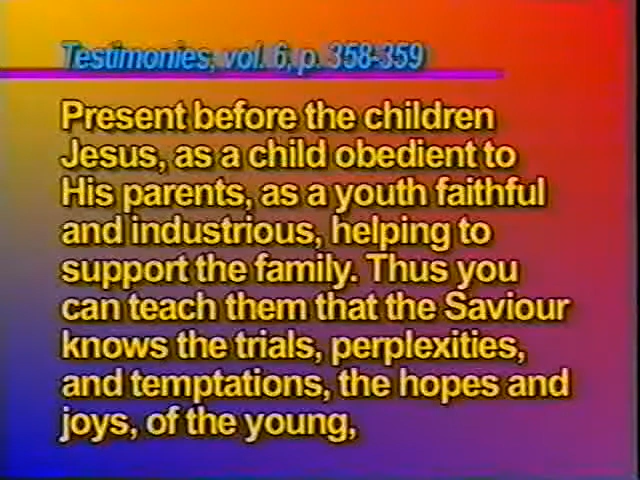 Testimonies, vol. 6, p. 358-359
Present before the children
Jesus, as a child obedient to
His parents, as a youth faithful
and industrious, helping to
support the family. Thus you
can teach them that the Saviour
knows the trials, perplexities,
and temptations, the hopes and
joys, of the young,